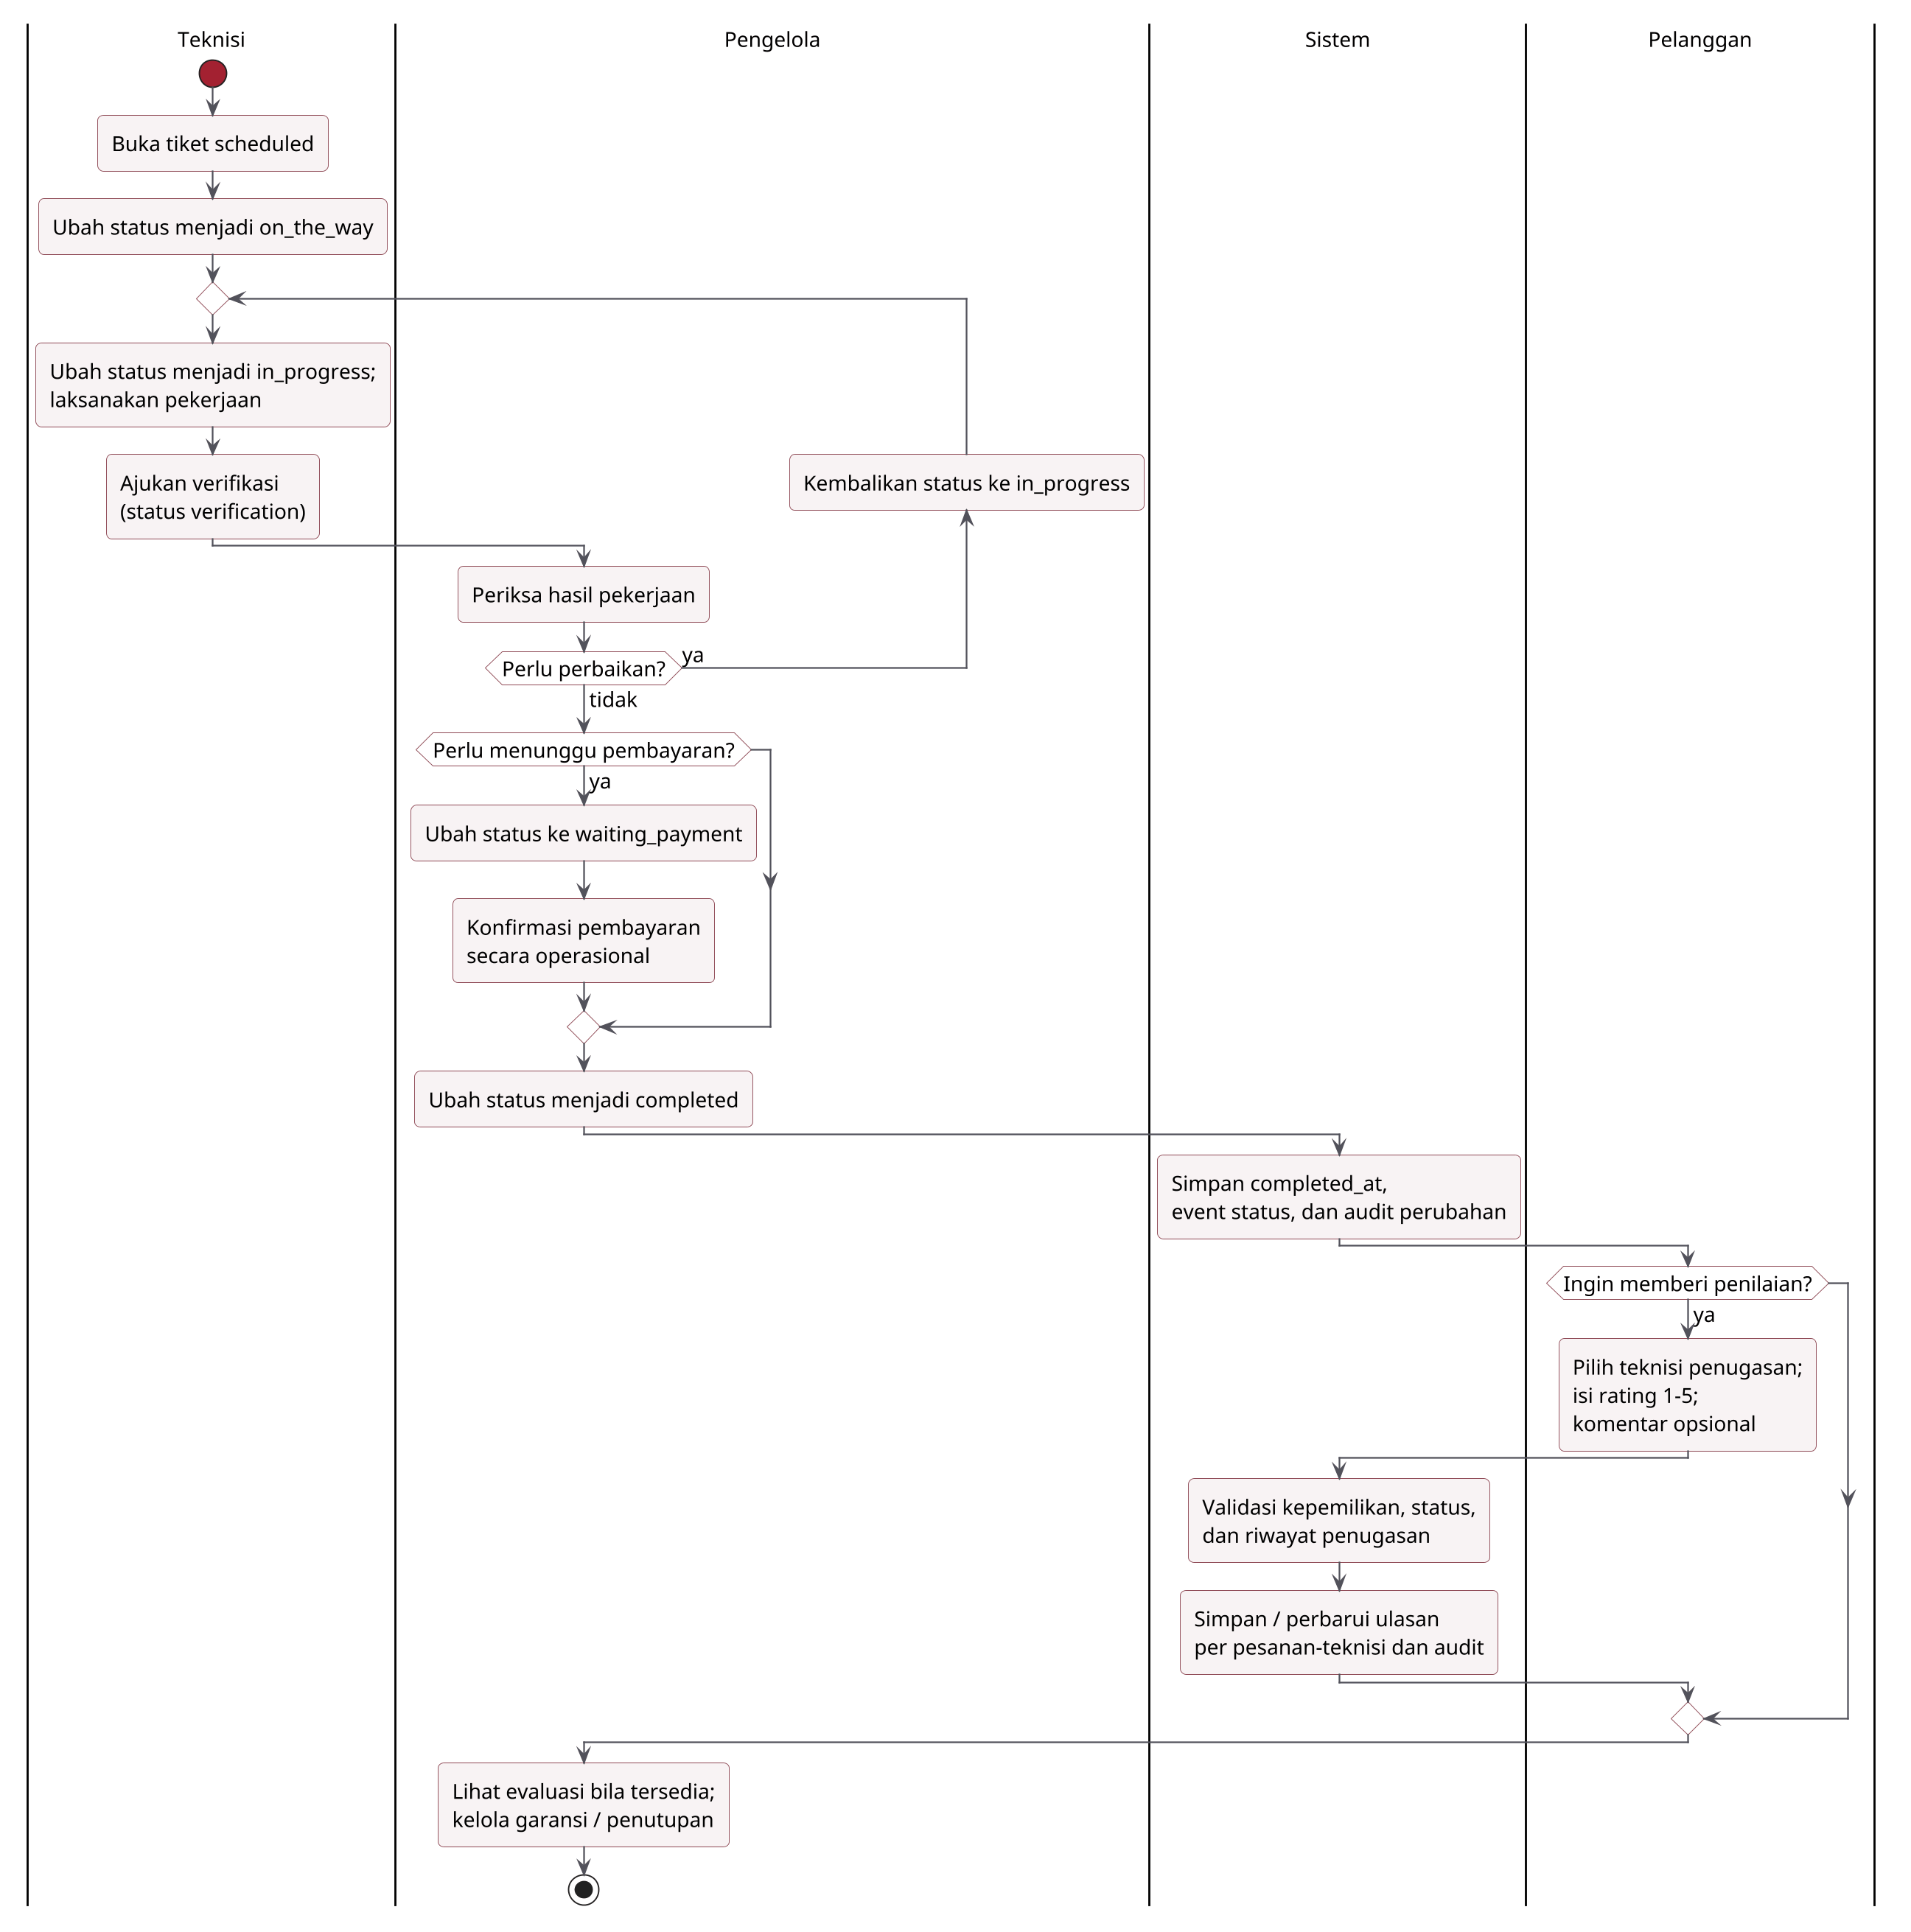 Teknisi
Pengelola
Sistem
Pelanggan
Buka tiket scheduled
Ubah status menjadi on_the_way
Ubah status menjadi in_progress;
laksanakan pekerjaan
Ajukan verifikasi
(status verification)
Kembalikan status ke in_progress
Periksa hasil pekerjaan
Perlu perbaikan?
ya
tidak
Perlu menunggu pembayaran?
ya
Ubah status ke waiting_payment
Konfirmasi pembayaran
secara operasional
Ubah status menjadi completed
Simpan completed_at,
event status, dan audit perubahan
Ingin memberi penilaian?
ya
Pilih teknisi penugasan;
isi rating 1-5;
komentar opsional
Validasi kepemilikan, status,
dan riwayat penugasan
Simpan / perbarui ulasan
per pesanan-teknisi dan audit
Lihat evaluasi bila tersedia;
kelola garansi / penutupan